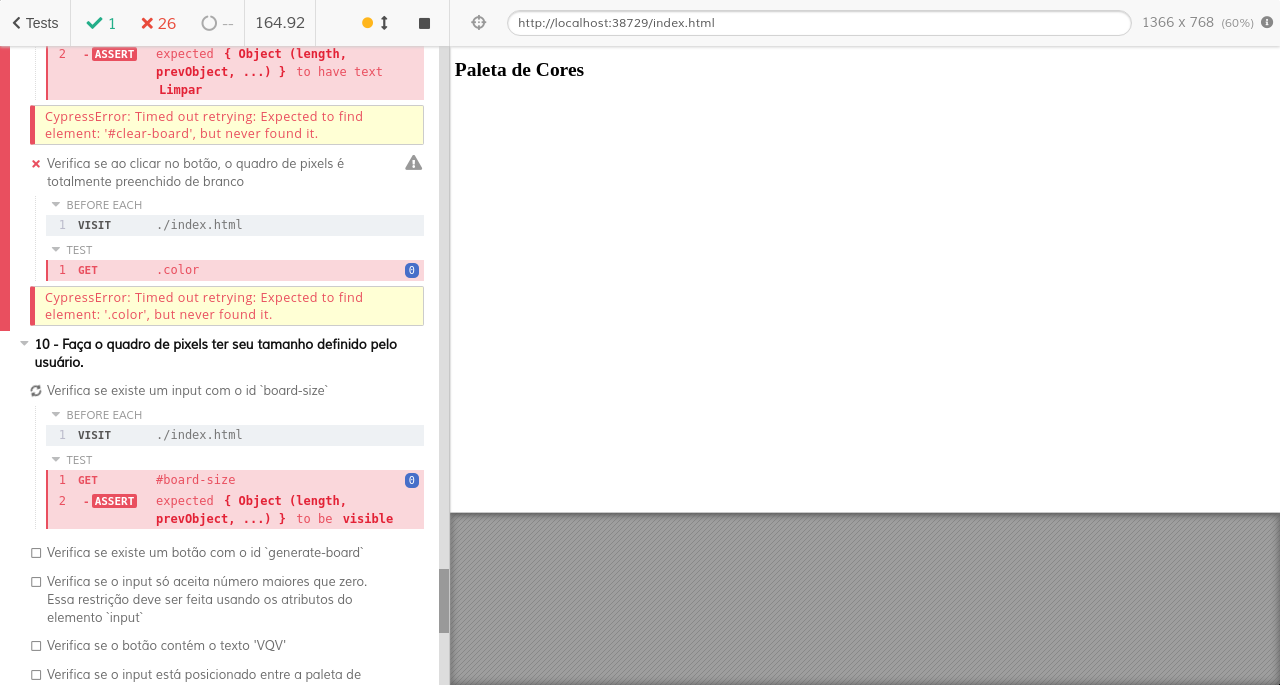 Tests 1 26 -- 164.92
http://localhost:38729/index.html 1366 x 768 (60%)
2 -ASSERT expected { Object (length,
prevObject, ...) } to have text
Limpar
CypressError: Timed out retrying: Expected to find
element: '#clear-board', but never found it.
Verifica se ao clicar no botão, o quadro de pixels é
totalmente preenchido de branco
BEFORE EACH
1 VISIT ./index.html
TEST
1 GET .color 0
CypressError: Timed out retrying: Expected to find
element: '.color', but never found it.
10 - Faça o quadro de pixels ter seu tamanho definido pelo
usuário.
Verifica se existe um input com o id `board-size`
BEFORE EACH
1 VISIT ./index.html
TEST
1 GET #board-size 0
2 -ASSERT expected { Object (length,
prevObject, ...) } to be visible
Verifica se existe um botão com o id `generate-board`
Verifica se o input só aceita número maiores que zero.
Essa restrição deve ser feita usando os atributos do
elemento `input`
Verifica se o botão contém o texto 'VQV'
Verifica se o input está posicionado entre a paleta de
Paleta de Cores